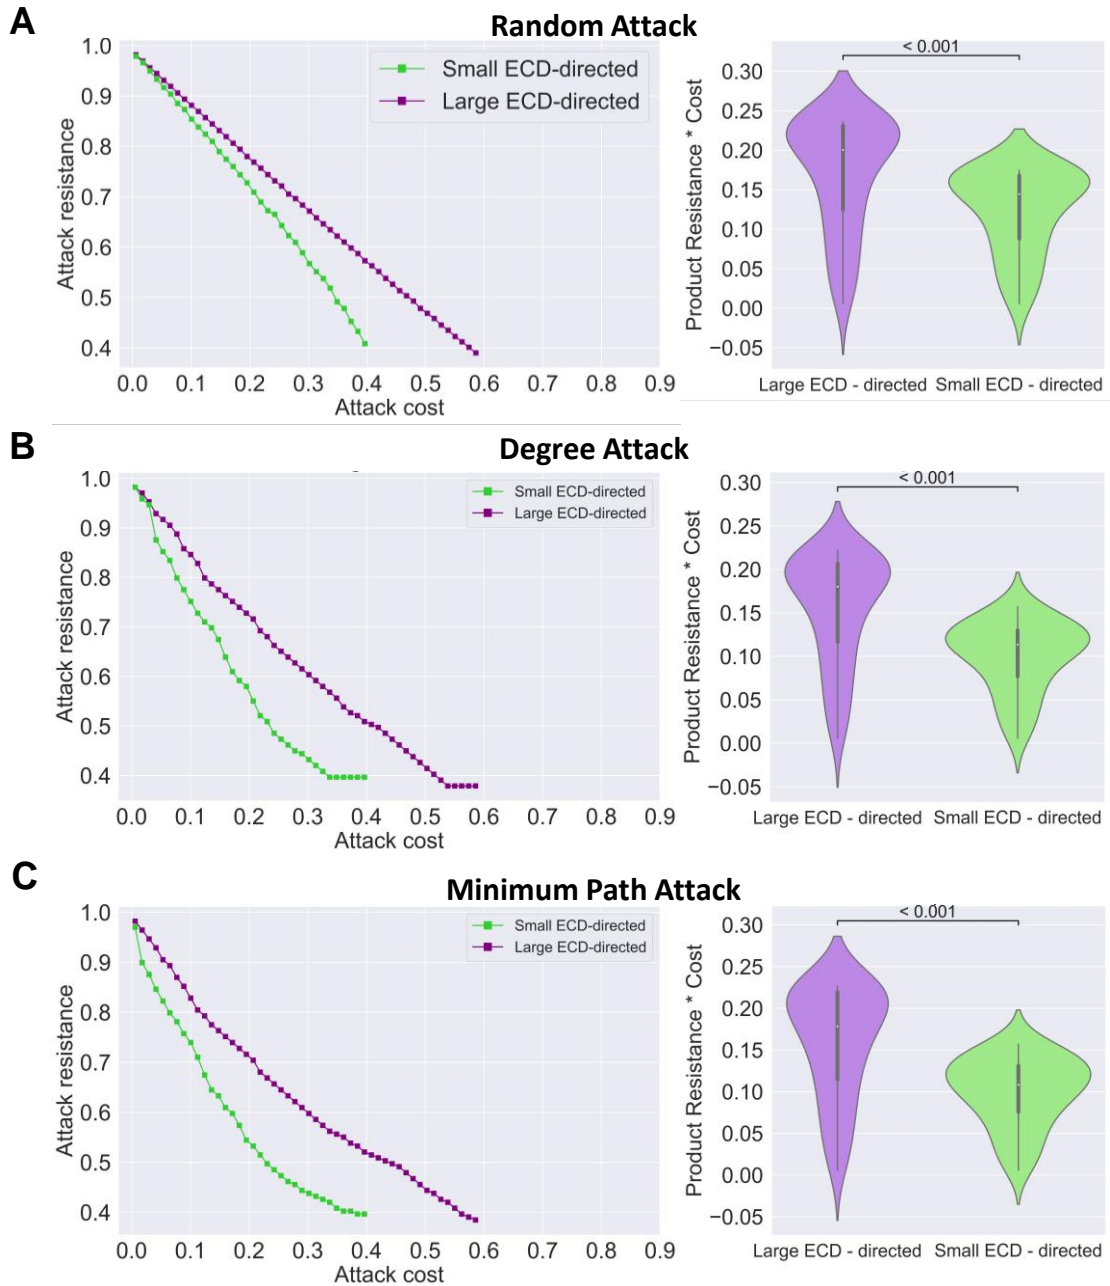 A
Random Attack
1.0
0.9
0.8
0.7
0.6
0.5
0.4
Attack resistance
Small ECD-directed
Large ECD-directed
0.0 0.1 0.2 0.3 0.4 0.5 0.6 0.7 0.8 0.9
Attack cost
< 0.001
0.30
0.25
0.20
0.15
0.10
0.05
0.00
−0.05
Product Resistance * Cost
Large ECD - directed Small ECD - directed
B
Degree Attack
1.0
0.9
0.8
0.7
0.6
0.5
0.4
Attack resistance
Small ECD-directed
Large ECD-directed
0.0 0.1 0.2 0.3 0.4 0.5 0.6 0.7 0.8 0.9
Attack cost
< 0.001
0.30
0.25
0.20
0.15
0.10
0.05
0.00
−0.05
Product Resistance * Cost
Large ECD - directed Small ECD - directed
C
Minimum Path Attack
1.0
0.9
0.8
0.7
0.6
0.5
0.4
Attack resistance
Small ECD-directed
Large ECD-directed
0.0 0.1 0.2 0.3 0.4 0.5 0.6 0.7 0.8 0.9
Attack cost
< 0.001
0.30
0.25
0.20
0.15
0.10
0.05
0.00
−0.05
Product Resistance * Cost
Large ECD - directed Small ECD - directed